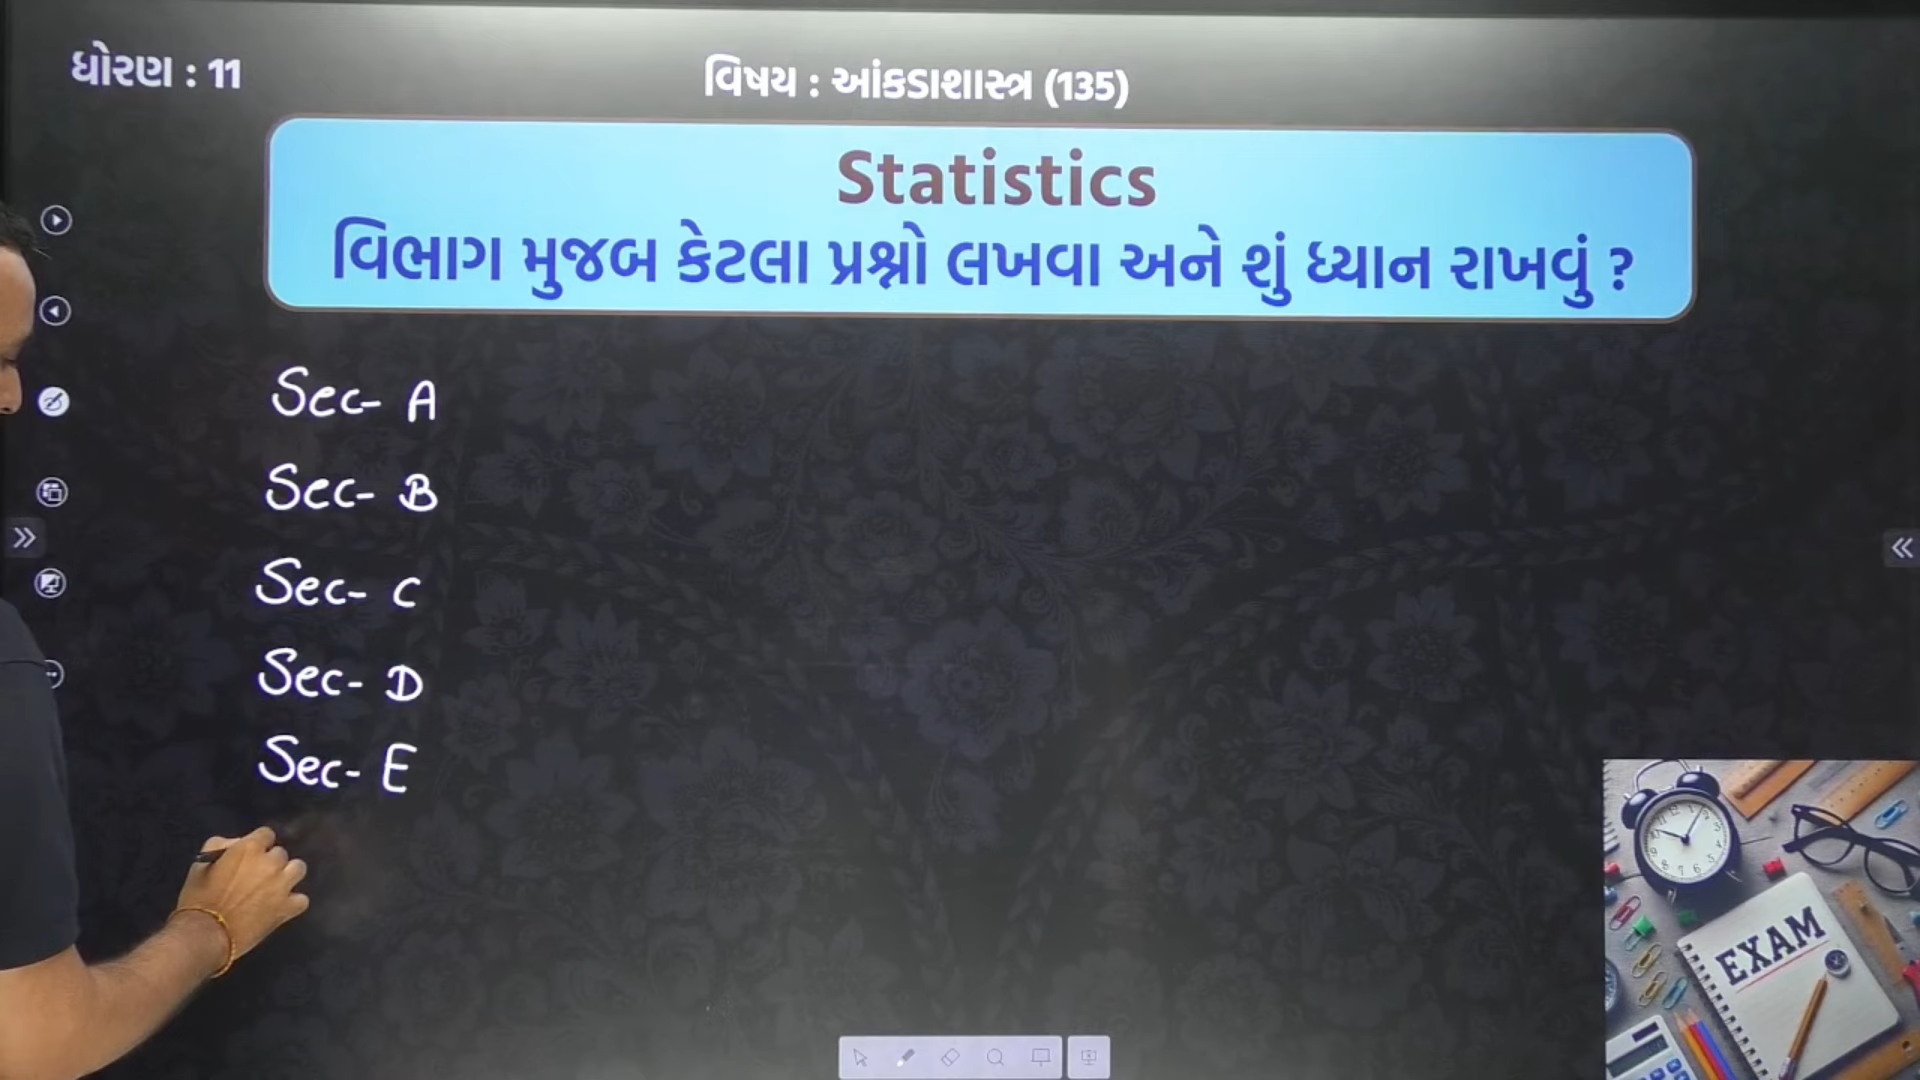 ધોરણ : 11
વિષય : આંકડાશાસ્ત્ર (135)
Statistics
વિભાગ મુજબ કેટલા પ્રશ્નો લખવા અને શું ધ્યાન રાખવું ?
Sec- A
Sec- B
Sec- C
Sec- D
Sec- E
EXAM